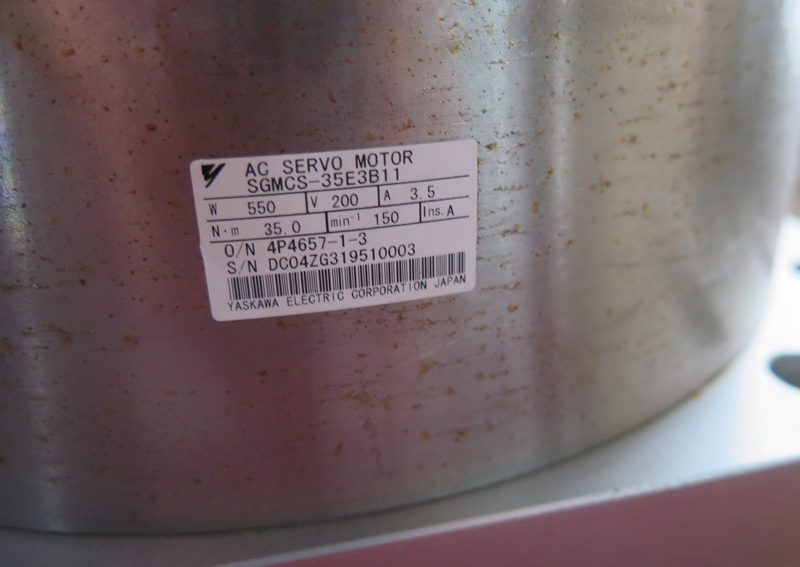 AC SERVO MOTOR
SGMCS-35E3B11
W 550 V 200 A 3.5
N·m 35.0 min⁻¹ 150 Ins. A
O/N 4P4657-1-3
S/N DC04ZG319510003
YASKAWA ELECTRIC CORPORATION JAPAN